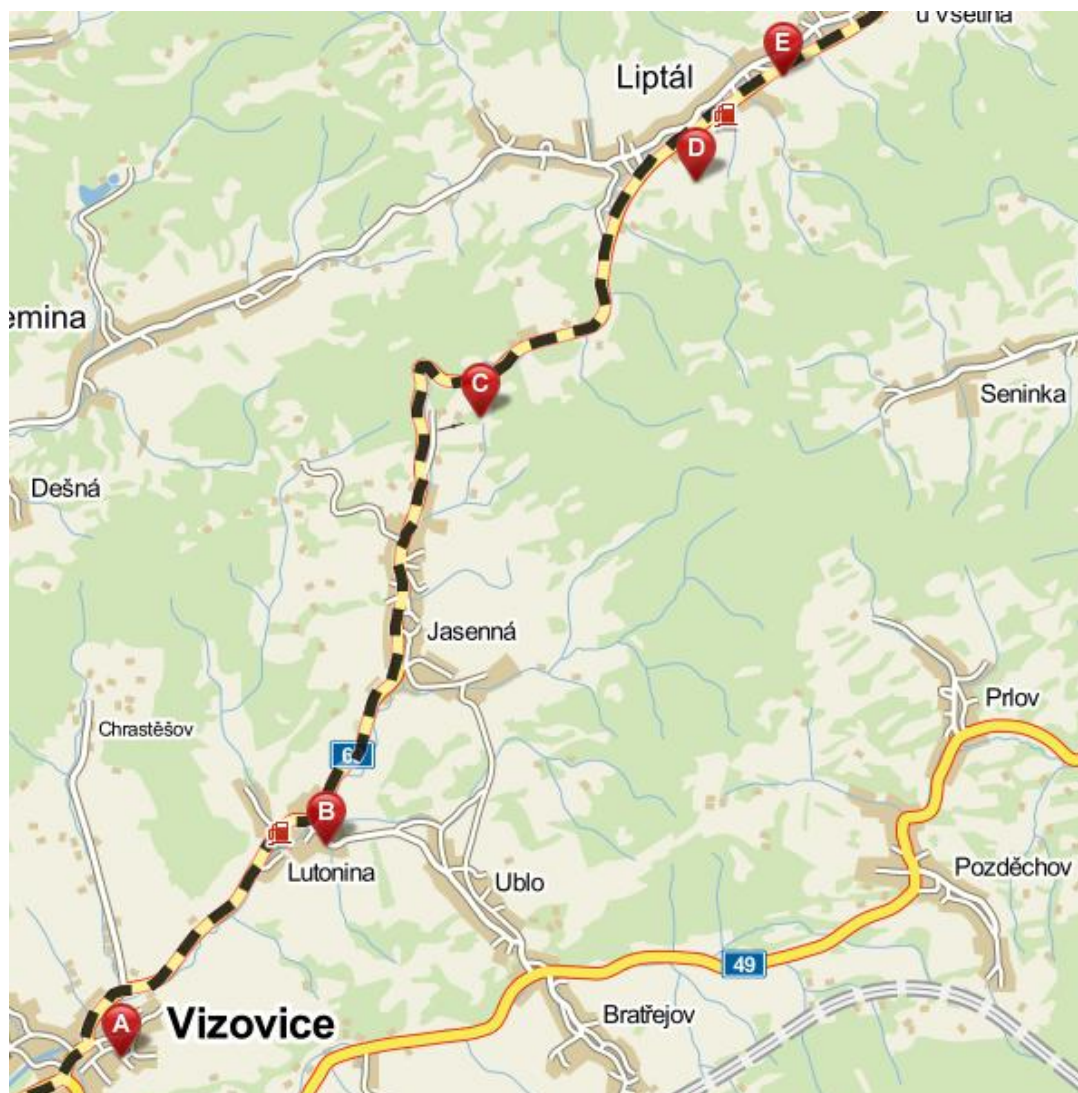 u Vsetína
E
Liptál
D
emina
C
Seninka
Dešná
Jasenná
Prlov
Chrastěšov
B
Lutonina
Ublo
Pozděchov
49
A
Vizovice
Bratřejov